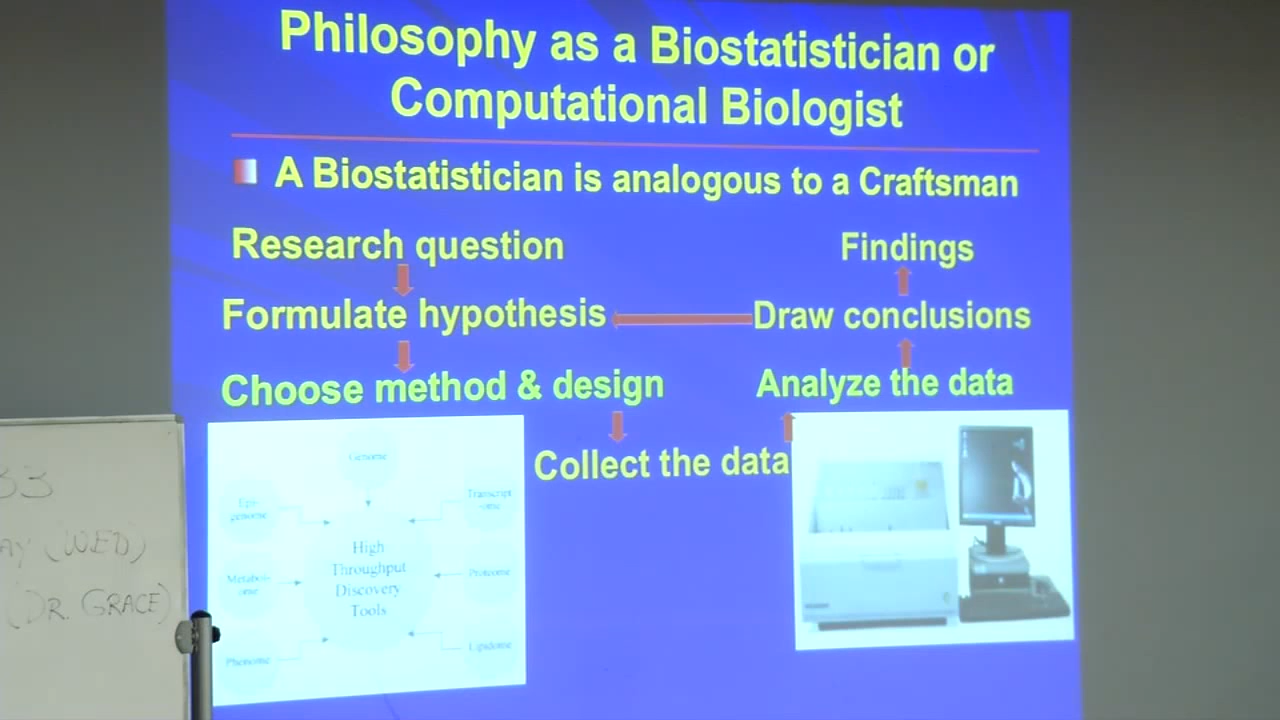 Philosophy as a Biostatistician or
Computational Biologist
A Biostatistician is analogous to a Craftsman
Research question
Findings
Formulate hypothesis
Draw conclusions
Choose method & design
Analyze the data
Collect the data
Genome
Epi-
genome
Transcript
-ome
High
Throughput
Discovery
Tools
Metabol-
ome
Proteome
Phenome
Lipidome
33
AY (WED)
(DR. GRACE)